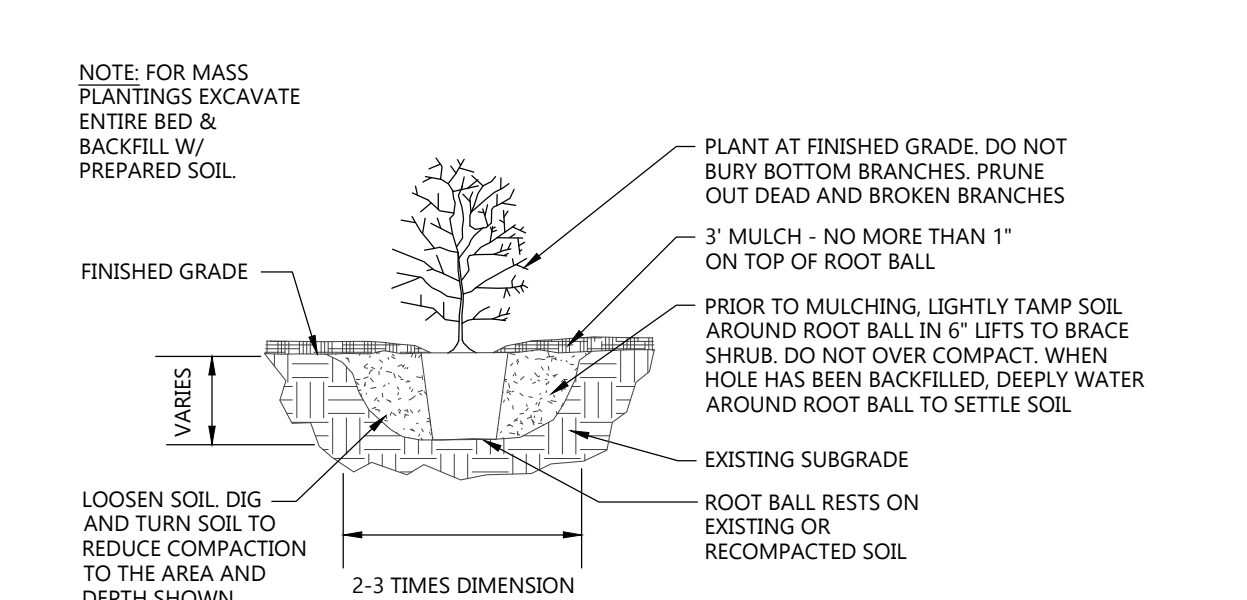 NOTE: FOR MASS
PLANTINGS EXCAVATE
ENTIRE BED &
BACKFILL W/
PREPARED SOIL.
PLANT AT FINISHED GRADE. DO NOT
BURY BOTTOM BRANCHES. PRUNE
OUT DEAD AND BROKEN BRANCHES
3' MULCH - NO MORE THAN 1"
ON TOP OF ROOT BALL
FINISHED GRADE
PRIOR TO MULCHING, LIGHTLY TAMP SOIL
AROUND ROOT BALL IN 6" LIFTS TO BRACE
SHRUB. DO NOT OVER COMPACT. WHEN
HOLE HAS BEEN BACKFILLED, DEEPLY WATER
AROUND ROOT BALL TO SETTLE SOIL
VARIES
EXISTING SUBGRADE
LOOSEN SOIL. DIG
AND TURN SOIL TO
REDUCE COMPACTION
TO THE AREA AND
DEPTH SHOWN
ROOT BALL RESTS ON
EXISTING OR
RECOMPACTED SOIL
2-3 TIMES DIMENSION